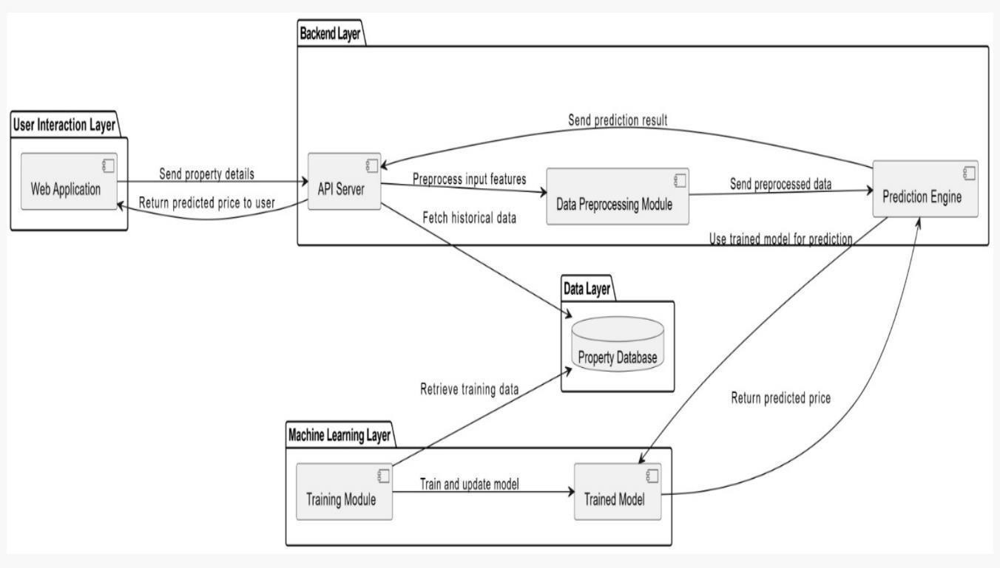 Backend Layer
User Interaction Layer
Send prediction result
Web Application
Send property details
Return predicted price to user
API Server
Preprocess input features
Fetch historical data
Data Preprocessing Module
Send preprocessed data
Prediction Engine
Use trained model for prediction
Data Layer
Property Database
Retrieve training data
Return predicted price
Machine Learning Layer
Training Module
Train and update model
Trained Model